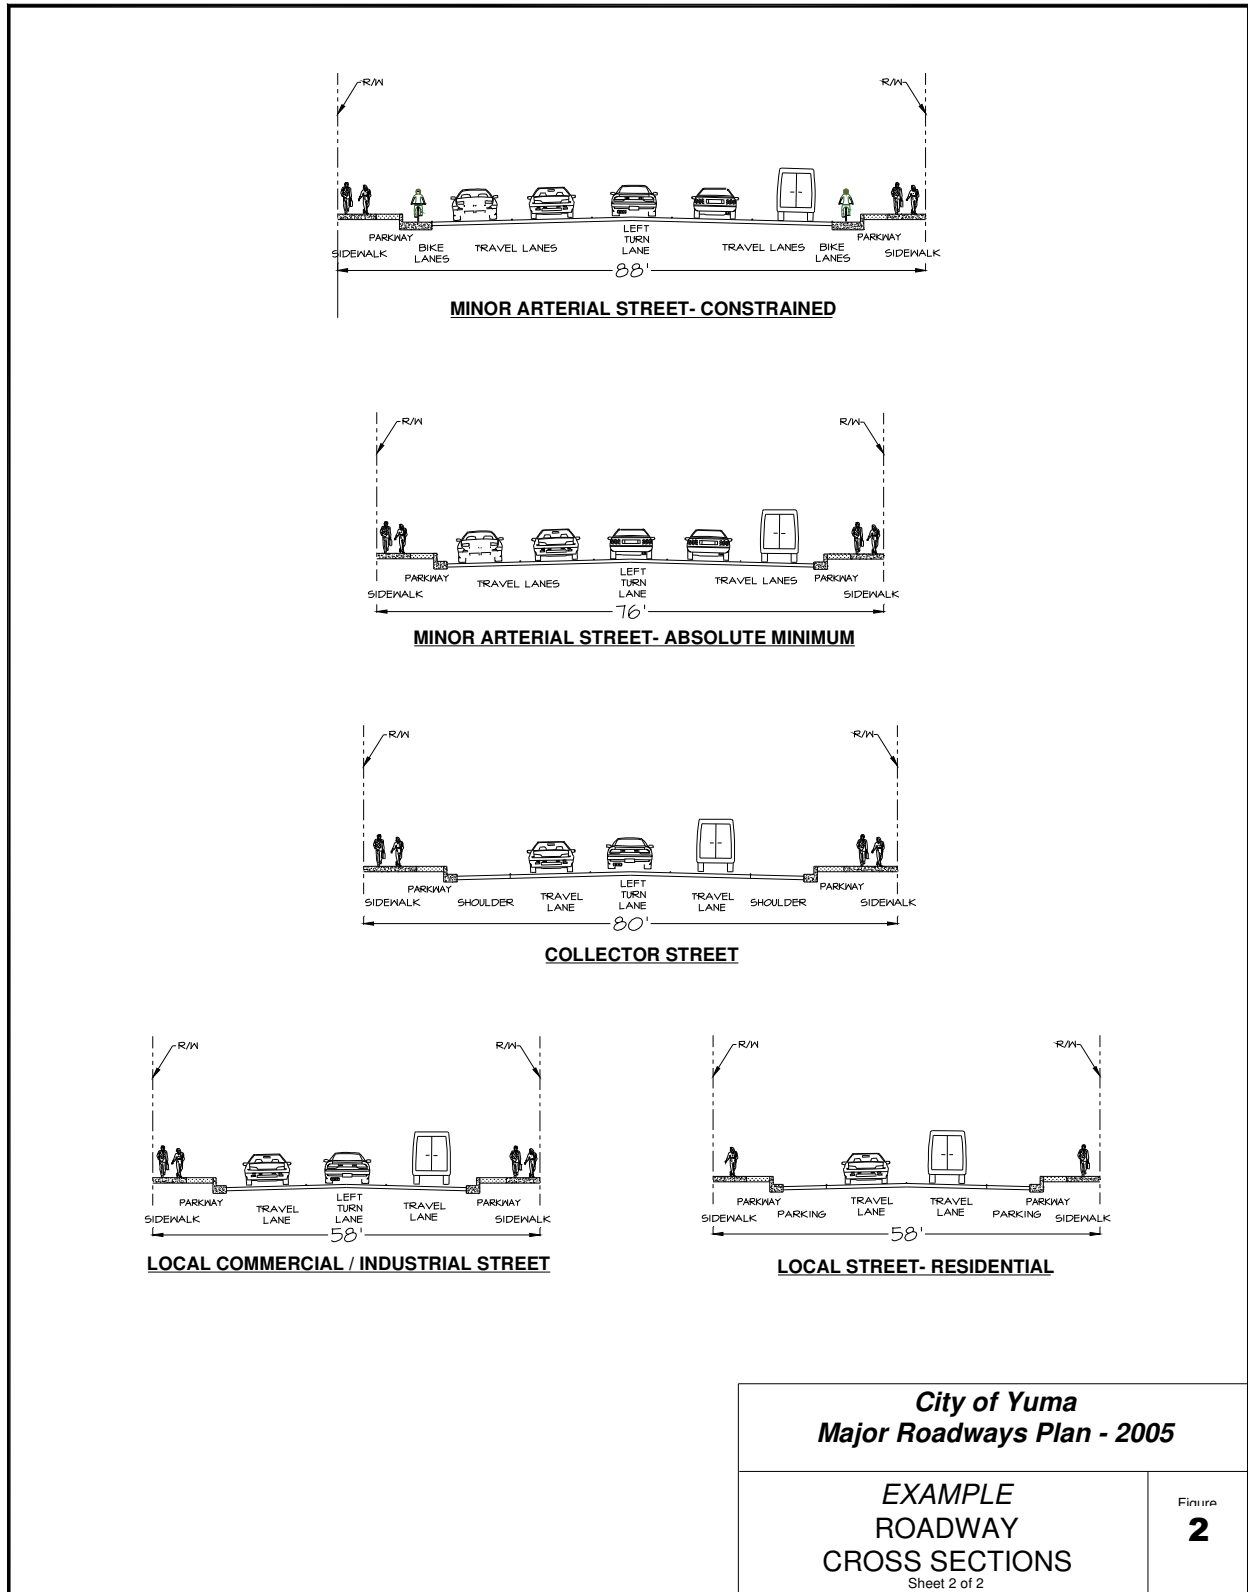 R/W R/W
PARKWAY PARKWAY
SIDEWALK BIKE LANES TRAVEL LANES LEFT TURN LANE TRAVEL LANES BIKE LANES SIDEWALK
88'
MINOR ARTERIAL STREET- CONSTRAINED
R/W R/W
PARKWAY TRAVEL LANES LEFT TURN LANE TRAVEL LANES PARKWAY
SIDEWALK SIDEWALK
76'
MINOR ARTERIAL STREET- ABSOLUTE MINIMUM
R/W R/W
PARKWAY PARKWAY
SIDEWALK SHOULDER TRAVEL LANE LEFT TURN LANE TRAVEL LANE SHOULDER SIDEWALK
80'
COLLECTOR STREET
R/W R/W
PARKWAY TRAVEL LANE LEFT TURN LANE TRAVEL LANE PARKWAY
SIDEWALK SIDEWALK
58'
LOCAL COMMERCIAL / INDUSTRIAL STREET
R/W R/W
PARKWAY TRAVEL LANE TRAVEL LANE PARKWAY
SIDEWALK PARKING PARKING SIDEWALK
58'
LOCAL STREET- RESIDENTIAL
City of Yuma
Major Roadways Plan - 2005
EXAMPLE
ROADWAY
CROSS SECTIONS
Sheet 2 of 2
Figure
2